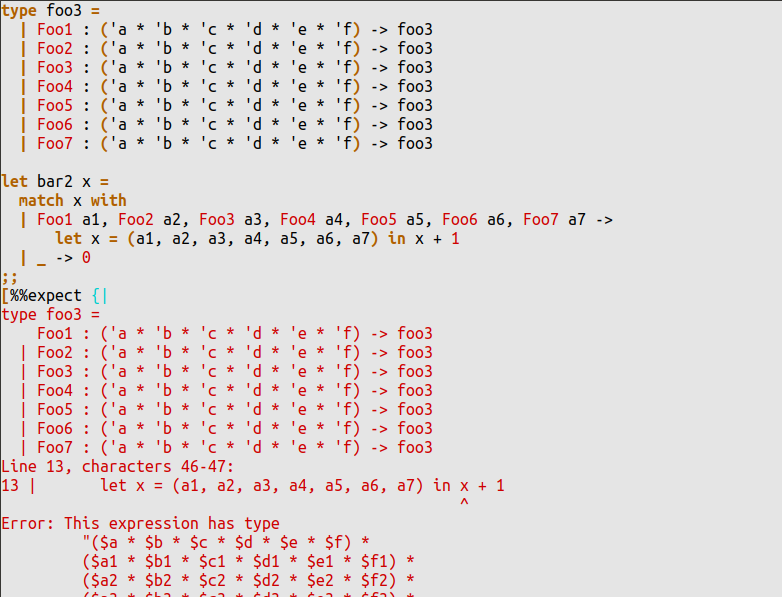 type foo3 =
  | Foo1 : ('a * 'b * 'c * 'd * 'e * 'f) -> foo3
  | Foo2 : ('a * 'b * 'c * 'd * 'e * 'f) -> foo3
  | Foo3 : ('a * 'b * 'c * 'd * 'e * 'f) -> foo3
  | Foo4 : ('a * 'b * 'c * 'd * 'e * 'f) -> foo3
  | Foo5 : ('a * 'b * 'c * 'd * 'e * 'f) -> foo3
  | Foo6 : ('a * 'b * 'c * 'd * 'e * 'f) -> foo3
  | Foo7 : ('a * 'b * 'c * 'd * 'e * 'f) -> foo3

let bar2 x =
  match x with
  | Foo1 a1, Foo2 a2, Foo3 a3, Foo4 a4, Foo5 a5, Foo6 a6, Foo7 a7 ->
      let x = (a1, a2, a3, a4, a5, a6, a7) in x + 1
  | _ -> 0
;;
[%%expect {|
type foo3 =
    Foo1 : ('a * 'b * 'c * 'd * 'e * 'f) -> foo3
  | Foo2 : ('a * 'b * 'c * 'd * 'e * 'f) -> foo3
  | Foo3 : ('a * 'b * 'c * 'd * 'e * 'f) -> foo3
  | Foo4 : ('a * 'b * 'c * 'd * 'e * 'f) -> foo3
  | Foo5 : ('a * 'b * 'c * 'd * 'e * 'f) -> foo3
  | Foo6 : ('a * 'b * 'c * 'd * 'e * 'f) -> foo3
  | Foo7 : ('a * 'b * 'c * 'd * 'e * 'f) -> foo3
Line 13, characters 46-47:
13 |       let x = (a1, a2, a3, a4, a5, a6, a7) in x + 1
                                                   ^
Error: This expression has type
         "($a * $b * $c * $d * $e * $f) *
         ($a1 * $b1 * $c1 * $d1 * $e1 * $f1) *
         ($a2 * $b2 * $c2 * $d2 * $e2 * $f2) *